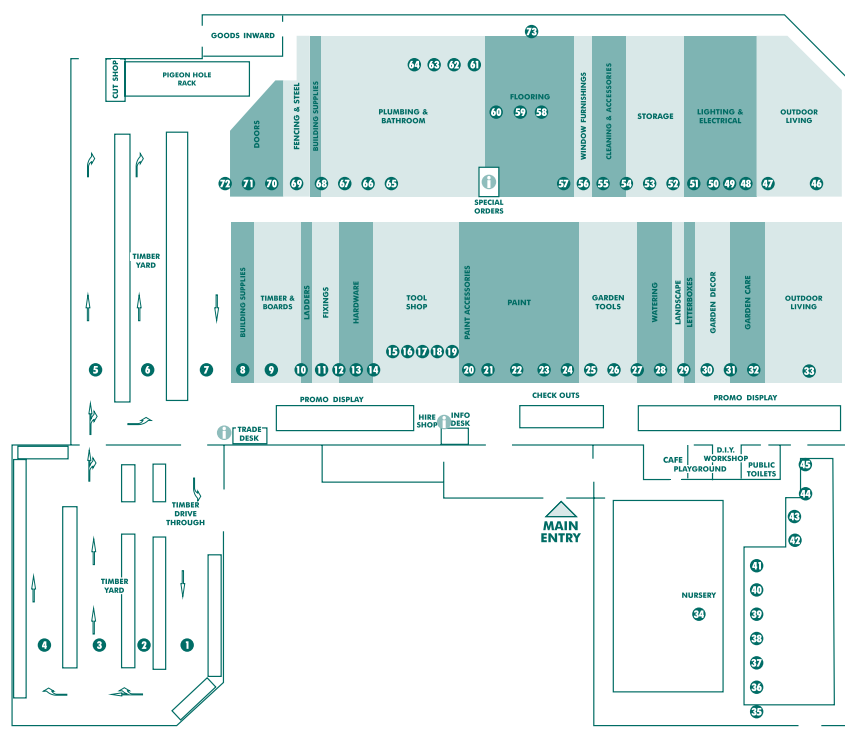 GOODS INWARD
73
CUT SHOP
PIGEON HOLE
RACK
64 63 62 61
DOORS
FENCING & STEEL
BUILDING SUPPLIES
PLUMBING &
BATHROOM
FLOORING
60 59 58
WINDOW FURNISHINGS
CLEANING & ACCESSORIES
STORAGE
LIGHTING &
ELECTRICAL
OUTDOOR
LIVING
72 71 70 69 68 67 66 65
i
57 56 55 54 53 52 51 50 49 48 47 46
SPECIAL
ORDERS
TIMBER
YARD
BUILDING SUPPLIES
TIMBER &
BOARDS
LADDERS
FIXINGS
HARDWARE
TOOL
SHOP
PAINT ACCESSORIES
PAINT
GARDEN
TOOLS
WATERING
LANDSCAPE
LETTERBOXES
GARDEN DECOR
GARDEN CARE
OUTDOOR
LIVING
15 16 17 18 19
5 6 7 8 9 10 11 12 13 14 20 21 22 23 24 25 26 27 28 29 30 31 32 33
PROMO DISPLAY
CHECK OUTS
PROMO DISPLAY
i
TRADE
DESK
HIRE
SHOP
i
INFO
DESK
CAFE
PLAYGROUND
D.I.Y.
WORKSHOP
PUBLIC
TOILETS
45
44
43
42
TIMBER
DRIVE
THROUGH
MAIN
ENTRY
41
40
39
38
37
36
35
TIMBER
YARD
NURSERY
34
4 3 2 1